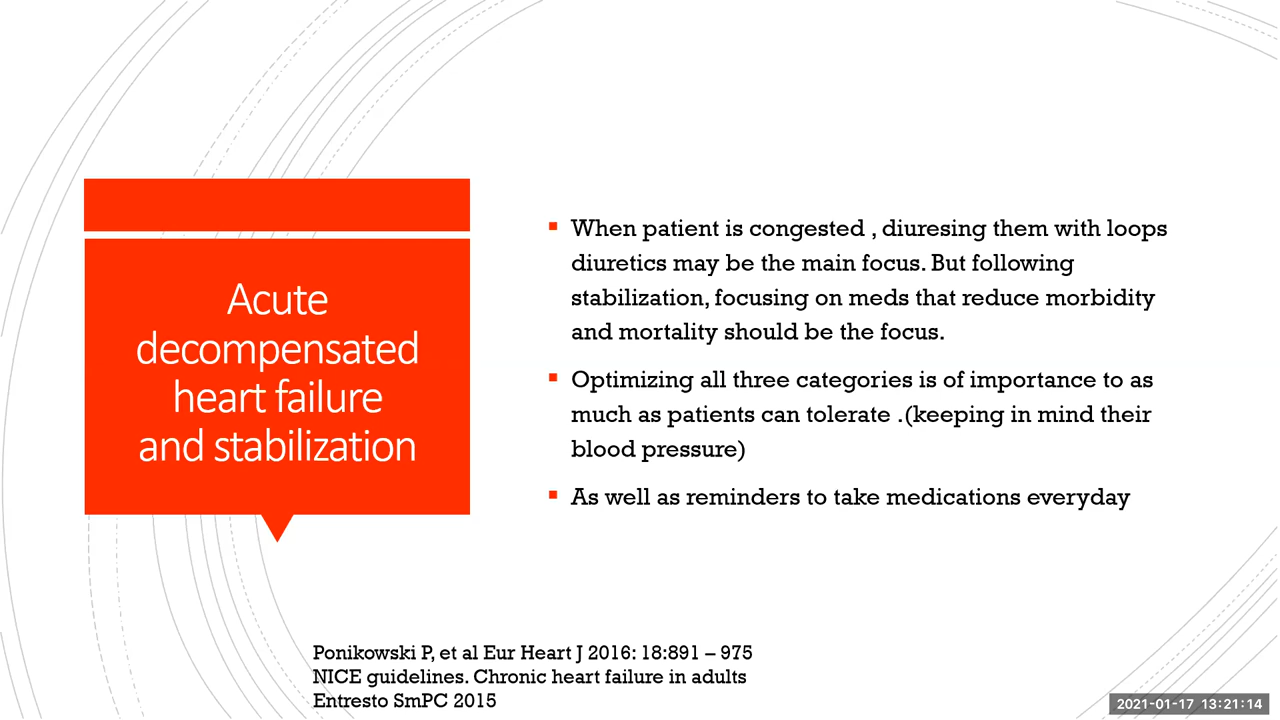 Acute
decompensated
heart failure
and stabilization
When patient is congested , diuresing them with loops
diuretics may be the main focus. But following
stabilization, focusing on meds that reduce morbidity
and mortality should be the focus.
Optimizing all three categories is of importance to as
much as patients can tolerate .(keeping in mind their
blood pressure)
As well as reminders to take medications everyday
Ponikowski P, et al Eur Heart J 2016: 18:891 – 975
NICE guidelines. Chronic heart failure in adults
Entresto SmPC 2015
2021-01-17 13:21:14